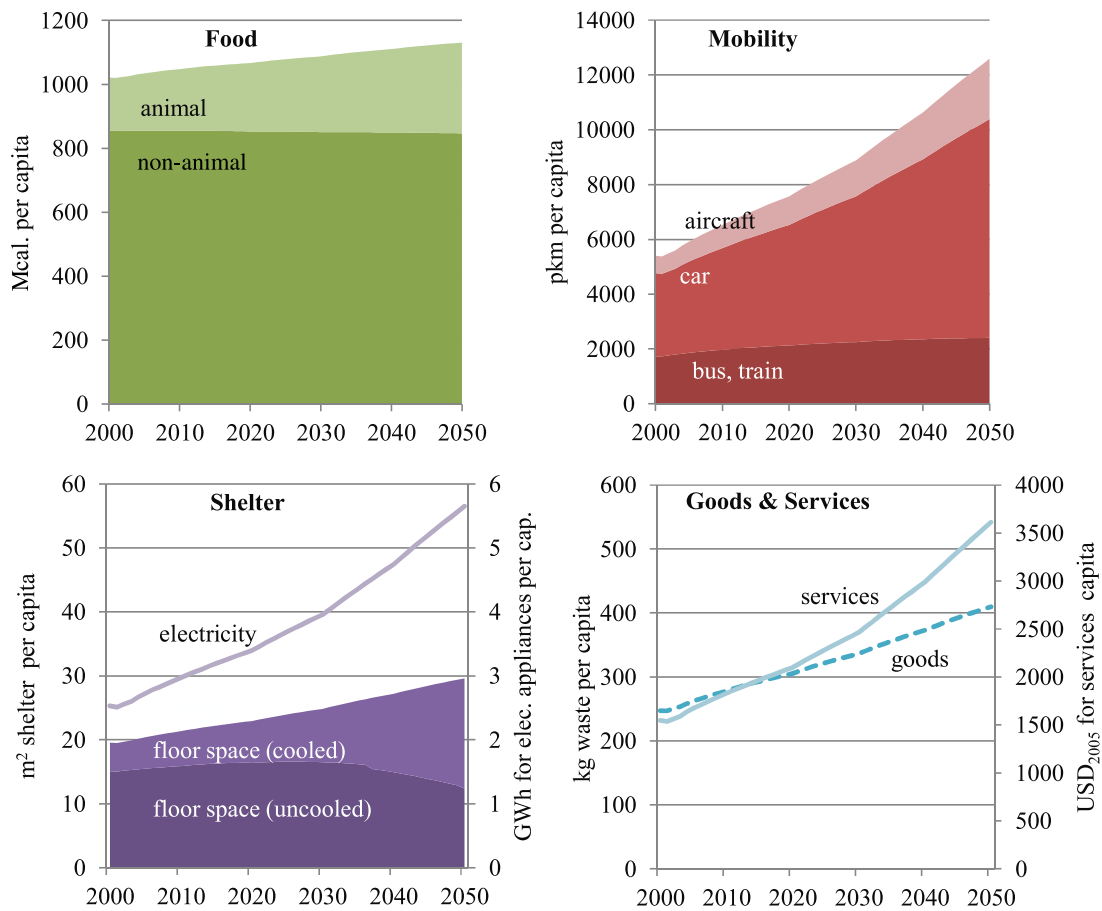 Food
Mcal. per capita
1200
1000
800
600
400
200
0
animal
non-animal
2000 2010 2020 2030 2040 2050
Mobility
pkm per capita
14000
12000
10000
8000
6000
4000
2000
0
aircraft
car
bus, train
2000 2010 2020 2030 2040 2050
Shelter
m² shelter per capita
60
50
40
30
20
10
0
electricity
floor space (cooled)
floor space (uncooled)
6
5
4
3
2
1
0
GWh for elec. appliances per cap.
2000 2010 2020 2030 2040 2050
Goods & Services
kg waste per capita
600
500
400
300
200
100
0
services
goods
4000
3500
3000
2500
2000
1500
1000
500
0
USD₂₀₀₅ for services capita
2000 2010 2020 2030 2040 2050